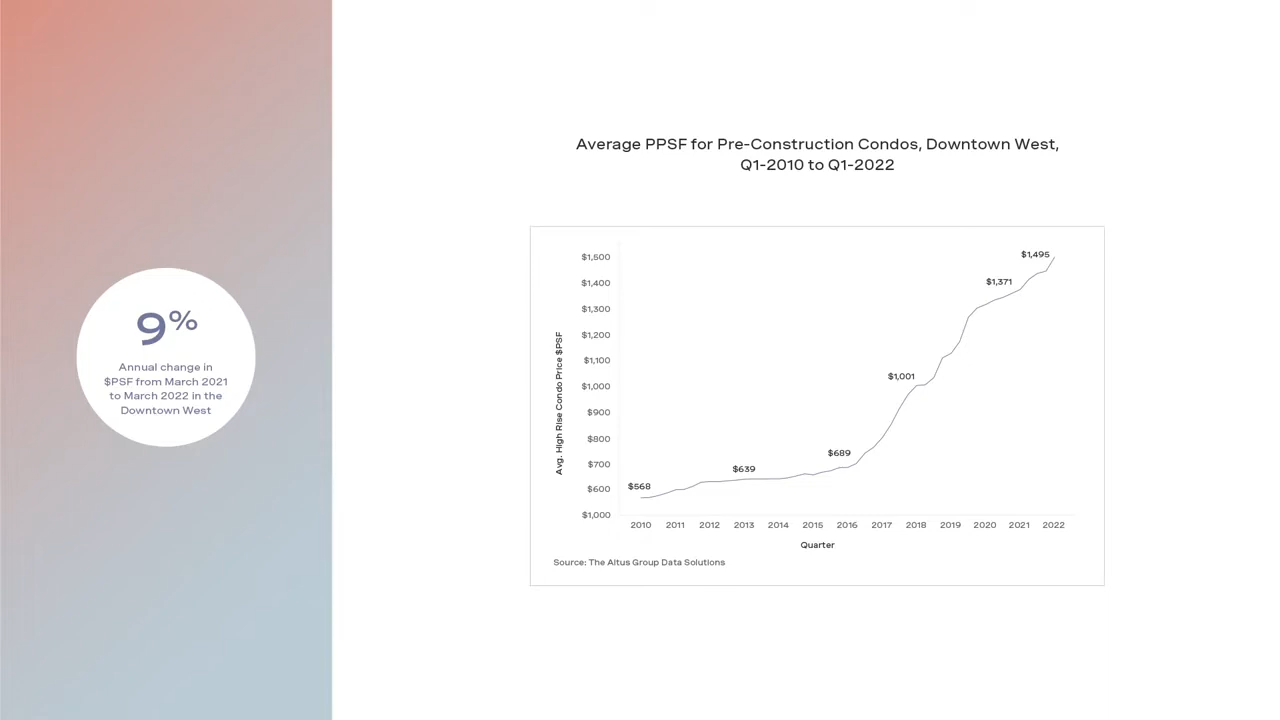 9%
Annual change in
$PSF from March 2021
to March 2022 in the
Downtown West
Average PPSF for Pre-Construction Condos, Downtown West,
Q1-2010 to Q1-2022
Avg. High Rise Condo Price $PSF
$1,500
$1,400
$1,300
$1,200
$1,100
$1,000
$900
$800
$700
$600
$1,000
$568
$639
$689
$1,001
$1,371
$1,495
2010 2011 2012 2013 2014 2015 2016 2017 2018 2019 2020 2021 2022
Quarter
Source: The Altus Group Data Solutions